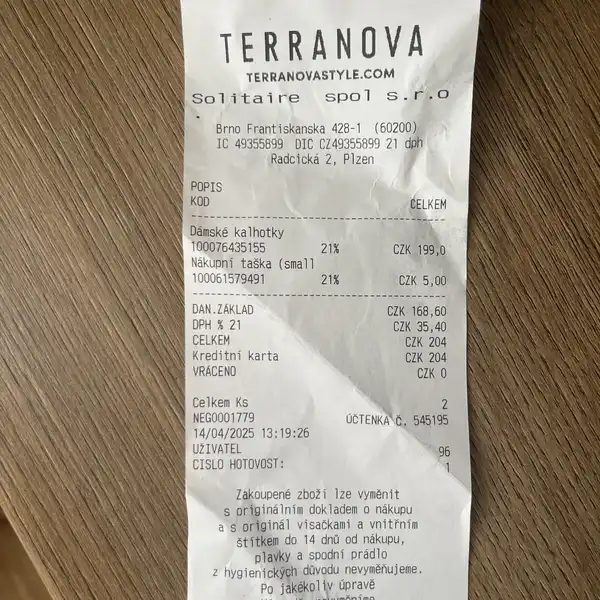 TERRANOVA
TERRANOVASTYLE.COM
Solitaire spol s.r.o
Brno Frantiskanska 428-1 (60200)
IC 49355899 DIČ CZ49355899 21 dph
Radcická 2, Plzen
POPIS
KOD CELKEM
Dámské kalhotky
100076435155 21% CZK 199,0
Nákupní taška (small
100061579491 21% CZK 5,00
DAN.ZÁKLAD CZK 168,60
DPH % 21 CZK 35,40
CELKEM CZK 204
Kreditní karta CZK 204
VRÁCENO CZK 0
Celkem Ks 2
NEG0001779 ÚČTENKA Č. 545195
14/04/2025 13:19:26
UŽIVATEL 96
CISLO HOTOVOST: 1
Zakoupené zboží lze vyměnit
s originálním dokladem o nákupu
a s originál visačkami a vnitřním
štítkem do 14 dnů od nákupu,
plavky a spodní prádlo
z hygienických důvodu nevyměňujeme.
Po jakékoliv úpravě